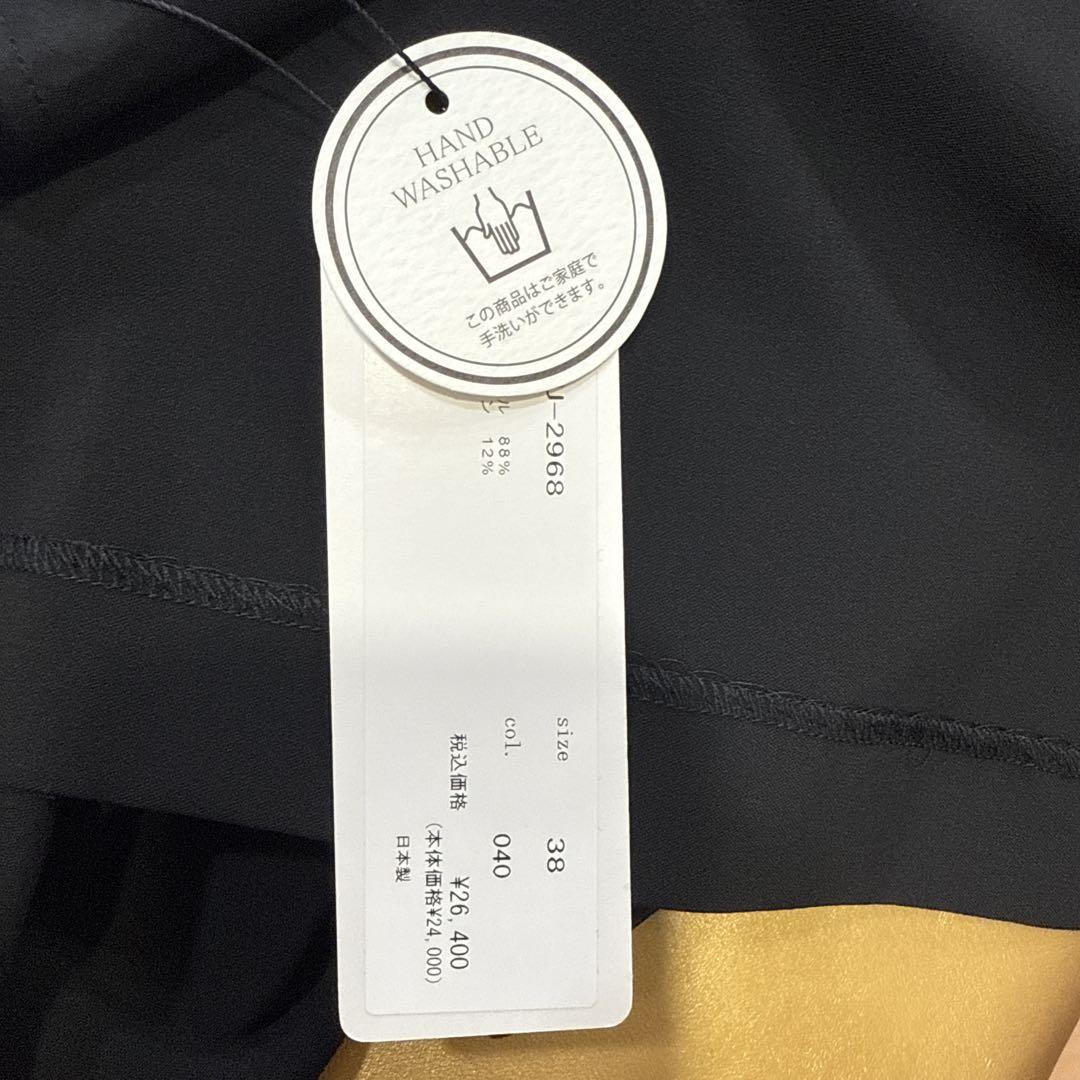 HAND
WASHABLE
この商品はご家庭で
手洗いができます。
-2968
88%
12%
size 38
col. 040
税込価格 ¥26,400
(本体価格¥24,000)
日本製